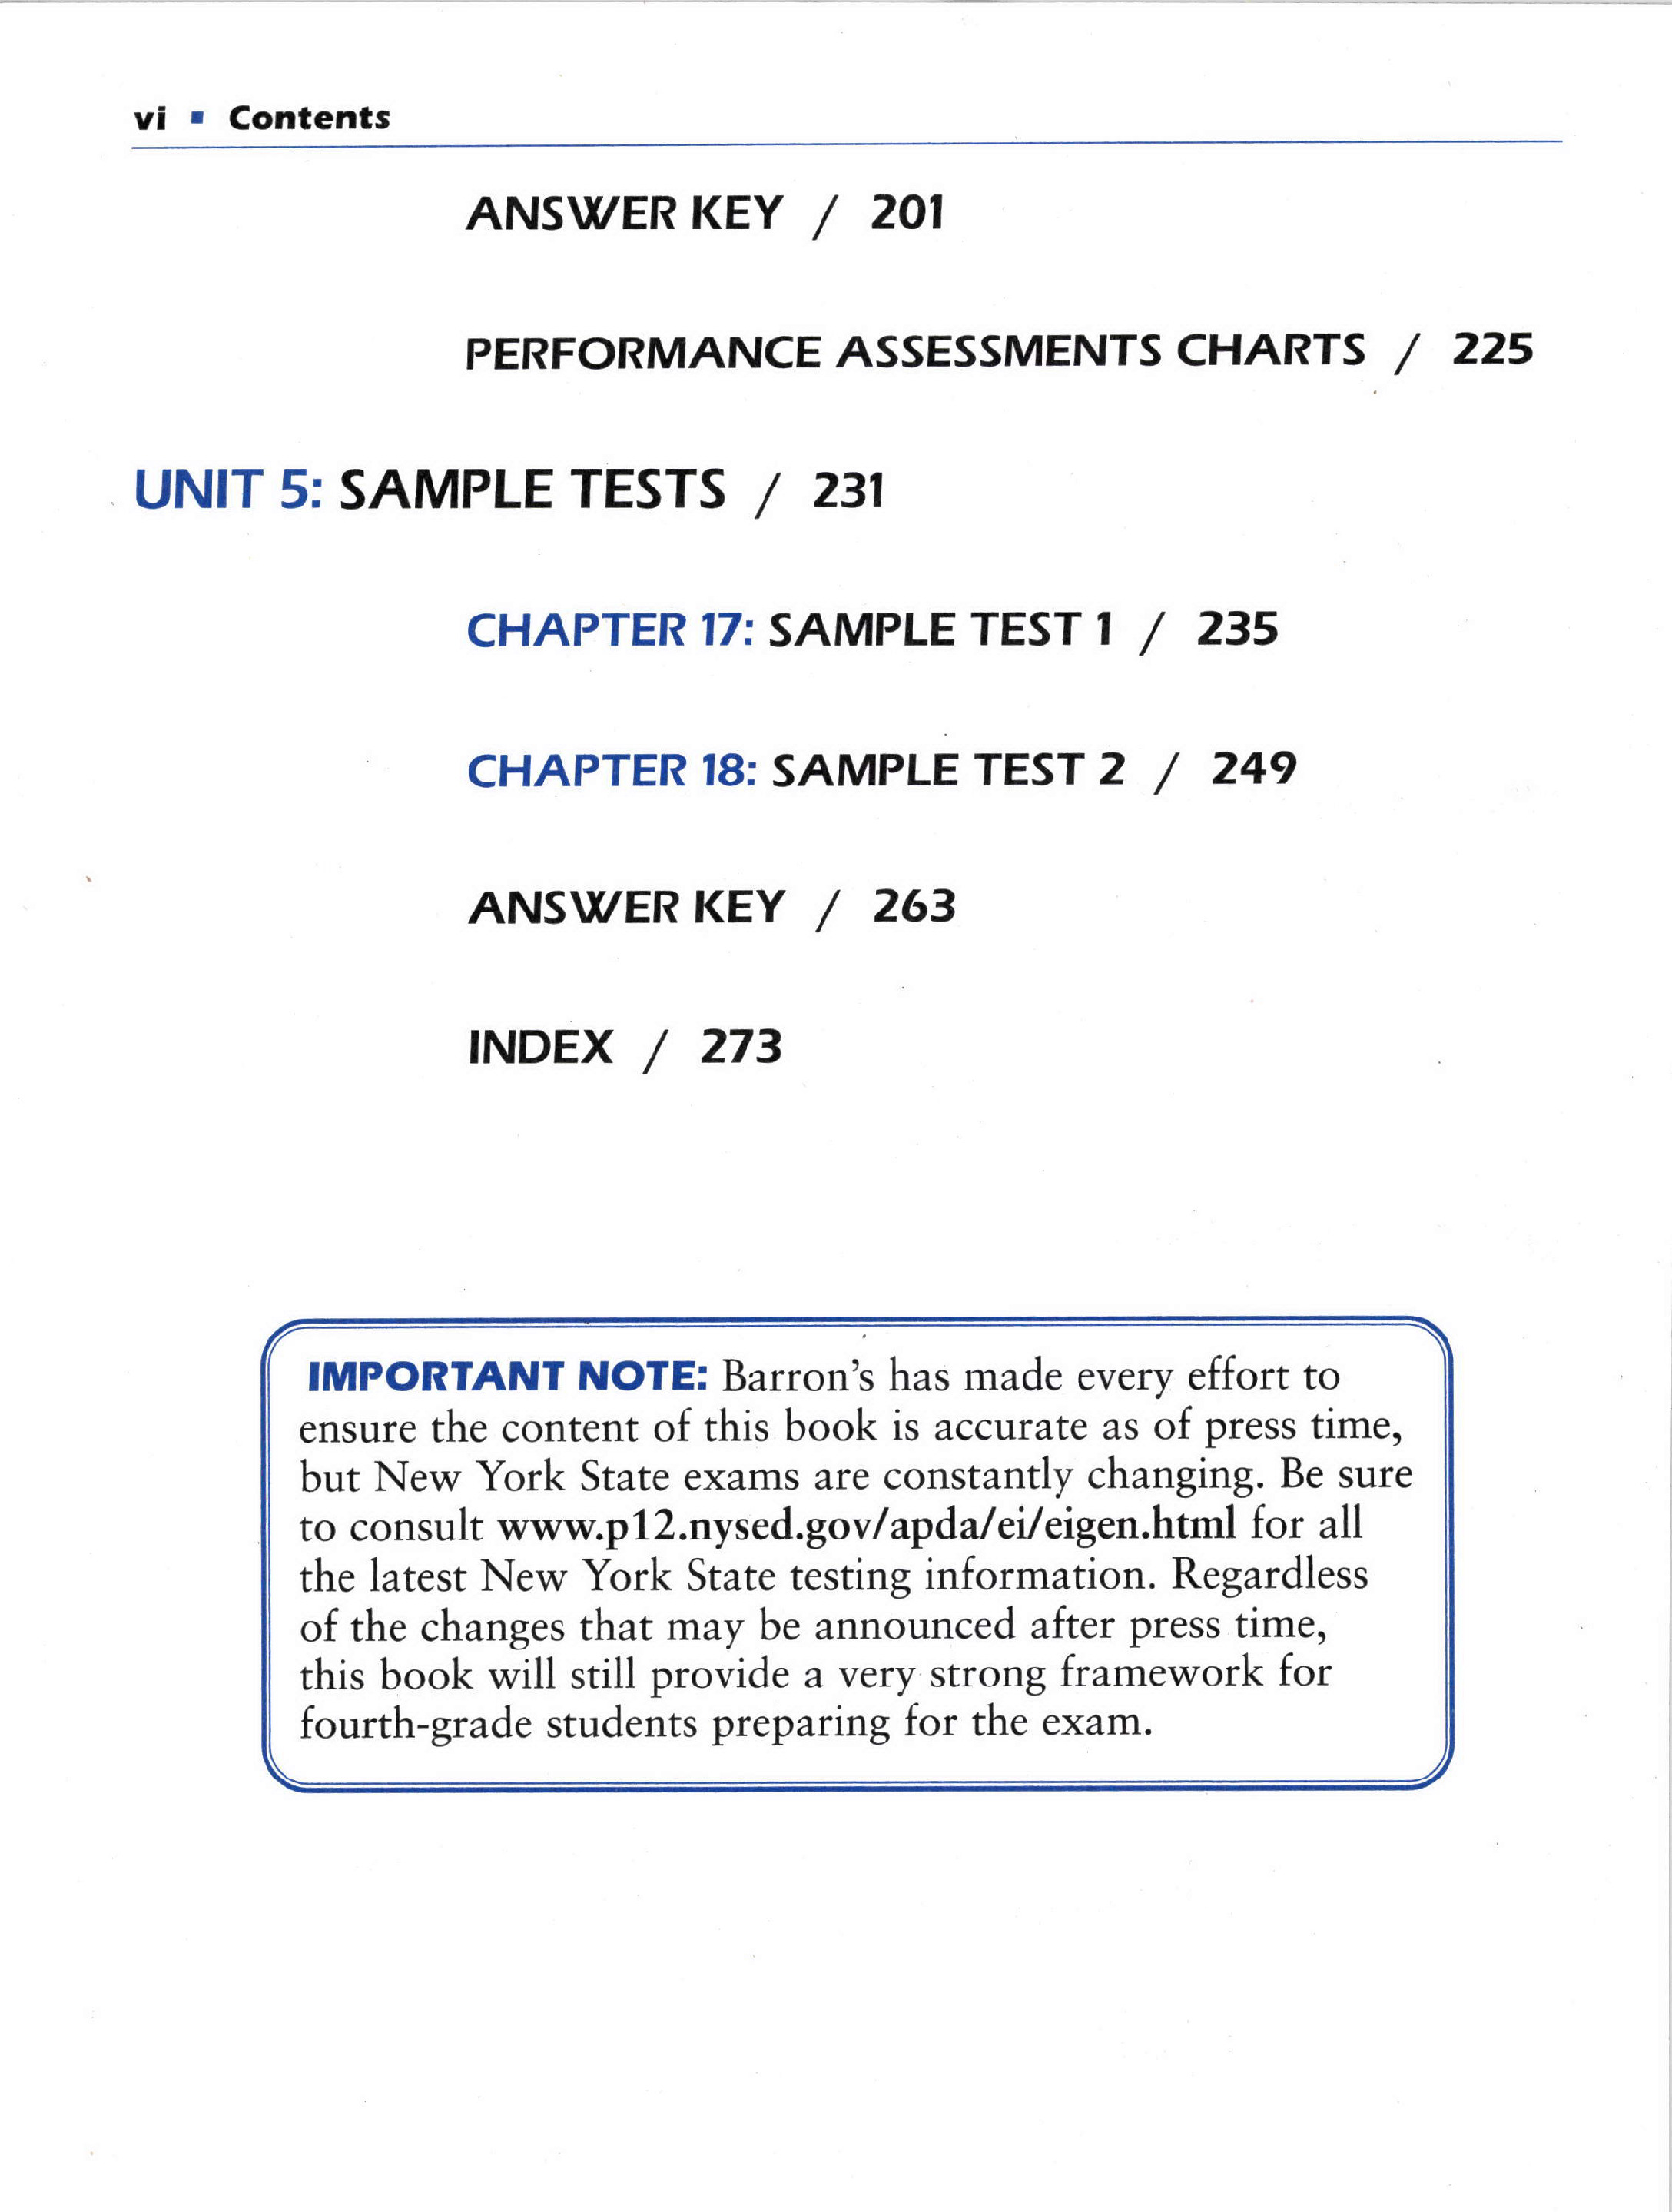 vi ▪ Contents
ANSWER KEY / 201
PERFORMANCE ASSESSMENTS CHARTS / 225
UNIT 5: SAMPLE TESTS / 231
CHAPTER 17: SAMPLE TEST 1 / 235
CHAPTER 18: SAMPLE TEST 2 / 249
ANSWER KEY / 263
INDEX / 273
IMPORTANT NOTE: Barron's has made every effort to
ensure the content of this book is accurate as of press time,
but New York State exams are constantly changing. Be sure
to consult www.p12.nysed.gov/apda/ei/eigen.html for all
the latest New York State testing information. Regardless
of the changes that may be announced after press time,
this book will still provide a very strong framework for
fourth-grade students preparing for the exam.